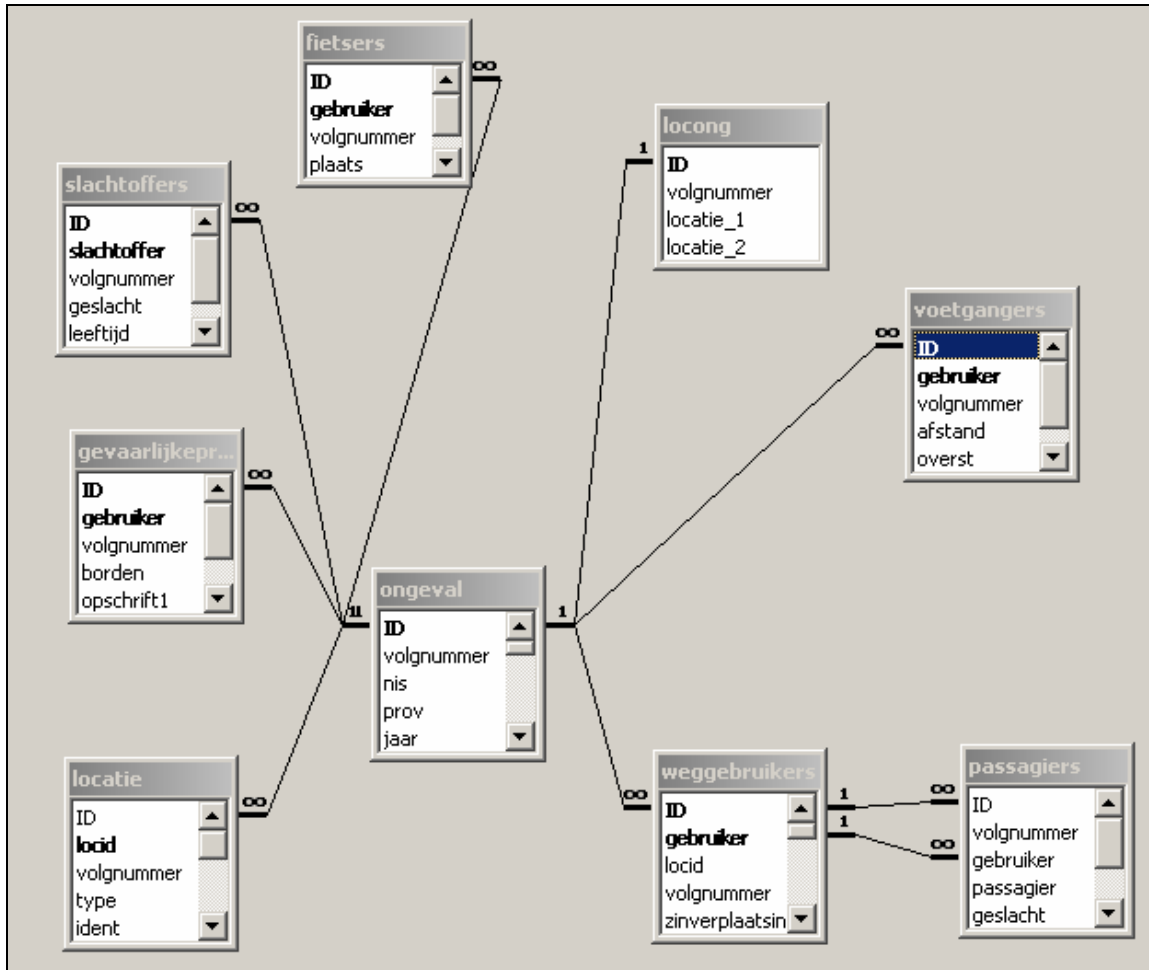 fietsers
ID
gebruiker
volgnummer
plaats
∞
slachtoffers
ID
slachtoffer
volgnummer
geslacht
leeftijd
∞
locong
ID
volgnummer
locatie_1
locatie_2
1
voetgangers
ID
gebruiker
volgnummer
afstand
overst
∞
gevaarlijkepr...
ID
gebruiker
volgnummer
borden
opschrift1
∞
ongeval
ID
volgnummer
nis
prov
jaar
11
1
locatie
ID
locid
volgnummer
type
ident
∞
weggebruikers
ID
gebruiker
locid
volgnummer
zinverplaatsin
∞
1
1
passagiers
ID
volgnummer
gebruiker
passagier
geslacht
∞
∞